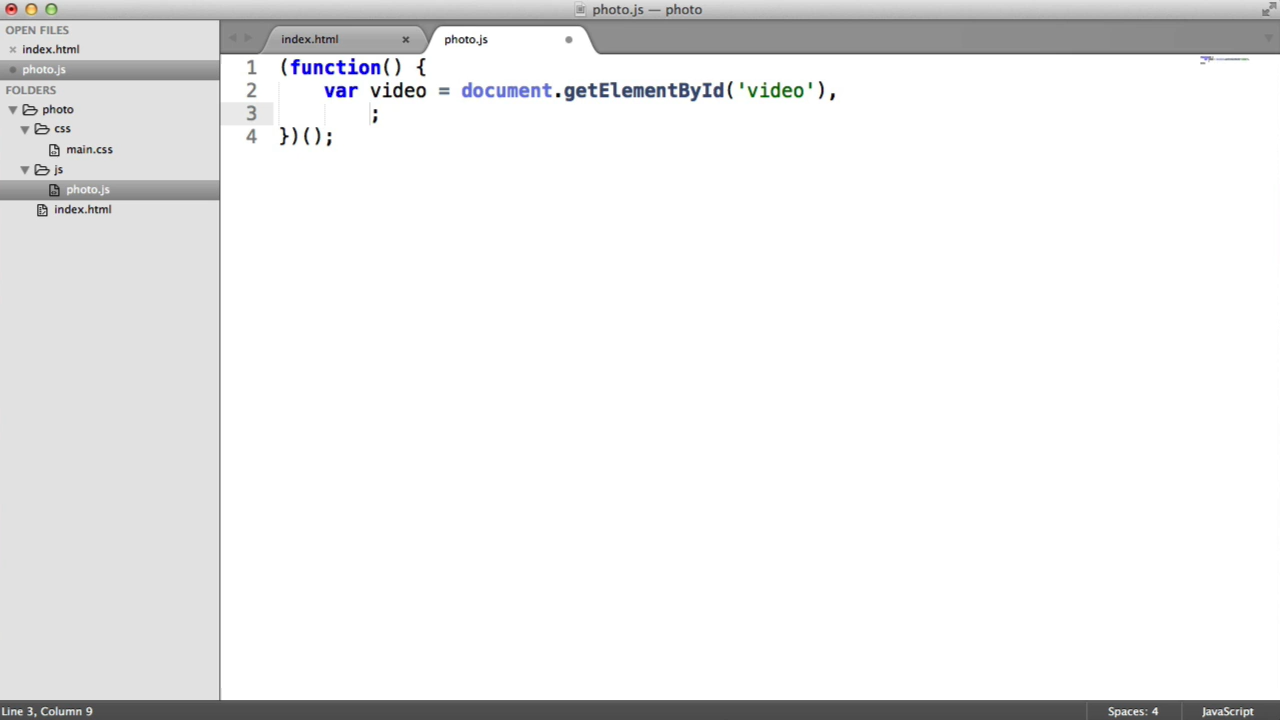 photo.js — photo
OPEN FILES
index.html
photo.js
FOLDERS
photo
css
main.css
js
photo.js
index.html
index.html
photo.js
1 (function() {
2 var video = document.getElementById('video'),
3 ;
4 })();
Line 3, Column 9
Spaces: 4
JavaScript